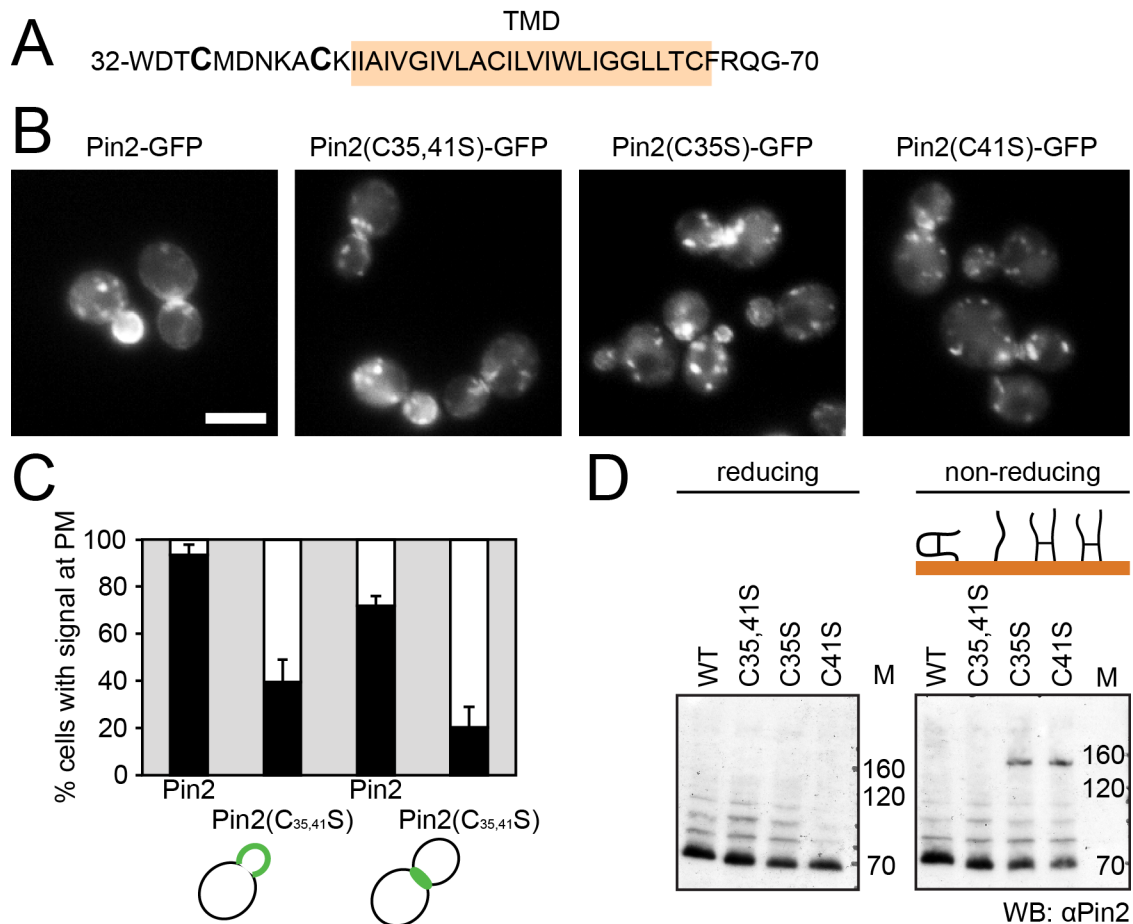 A
TMD
32-WDTCMDNKACKIIAIVGIVLACILVIWLIGGLLTCFRQG-70
B
Pin2-GFP
Pin2(C35,41S)-GFP
Pin2(C35S)-GFP
Pin2(C41S)-GFP
C
% cells with signal at PM
100
80
60
40
20
0
Pin2
Pin2(C35,41S)
Pin2
Pin2(C35,41S)
D
reducing
non-reducing
WT
C35,41S
C35S
C41S
M
WT
C35,41S
C35S
C41S
M
160
120
70
160
120
70
WB: αPin2